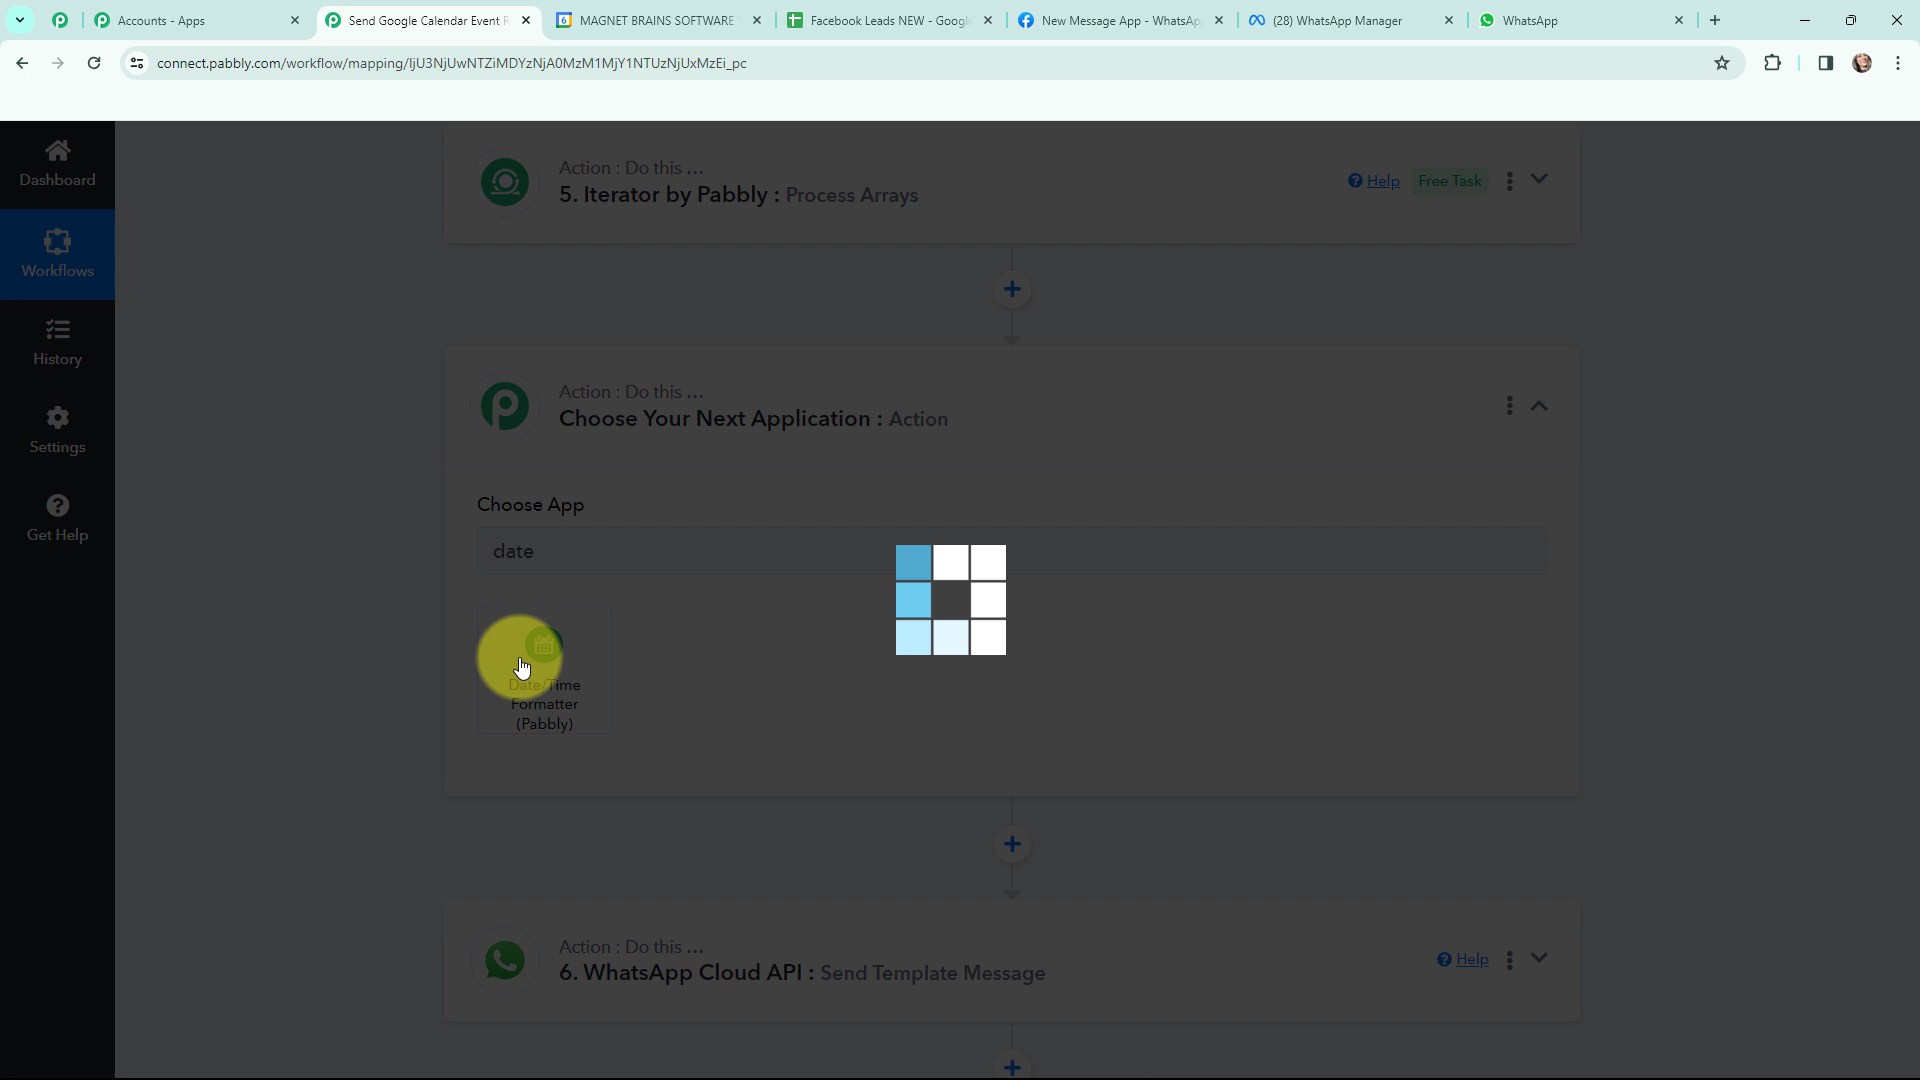 Accounts - Apps
Send Google Calendar Event R
MAGNET BRAINS SOFTWARE
Facebook Leads NEW - Googl
New Message App - WhatsAp
(28) WhatsApp Manager
WhatsApp
connect.pabbly.com/workflow/mapping/IjU3NjUwNTZiMDYzNjA0MzM1MjY1NTUzNjUxMzEi_pc
Dashboard
Workflows
History
Settings
Get Help
Action : Do this ...
5. Iterator by Pabbly : Process Arrays
Help
Free Task
Action : Do this ...
Choose Your Next Application : Action
Choose App
date
Date/Time
Formatter
(Pabbly)
Action : Do this ...
6. WhatsApp Cloud API : Send Template Message
Help